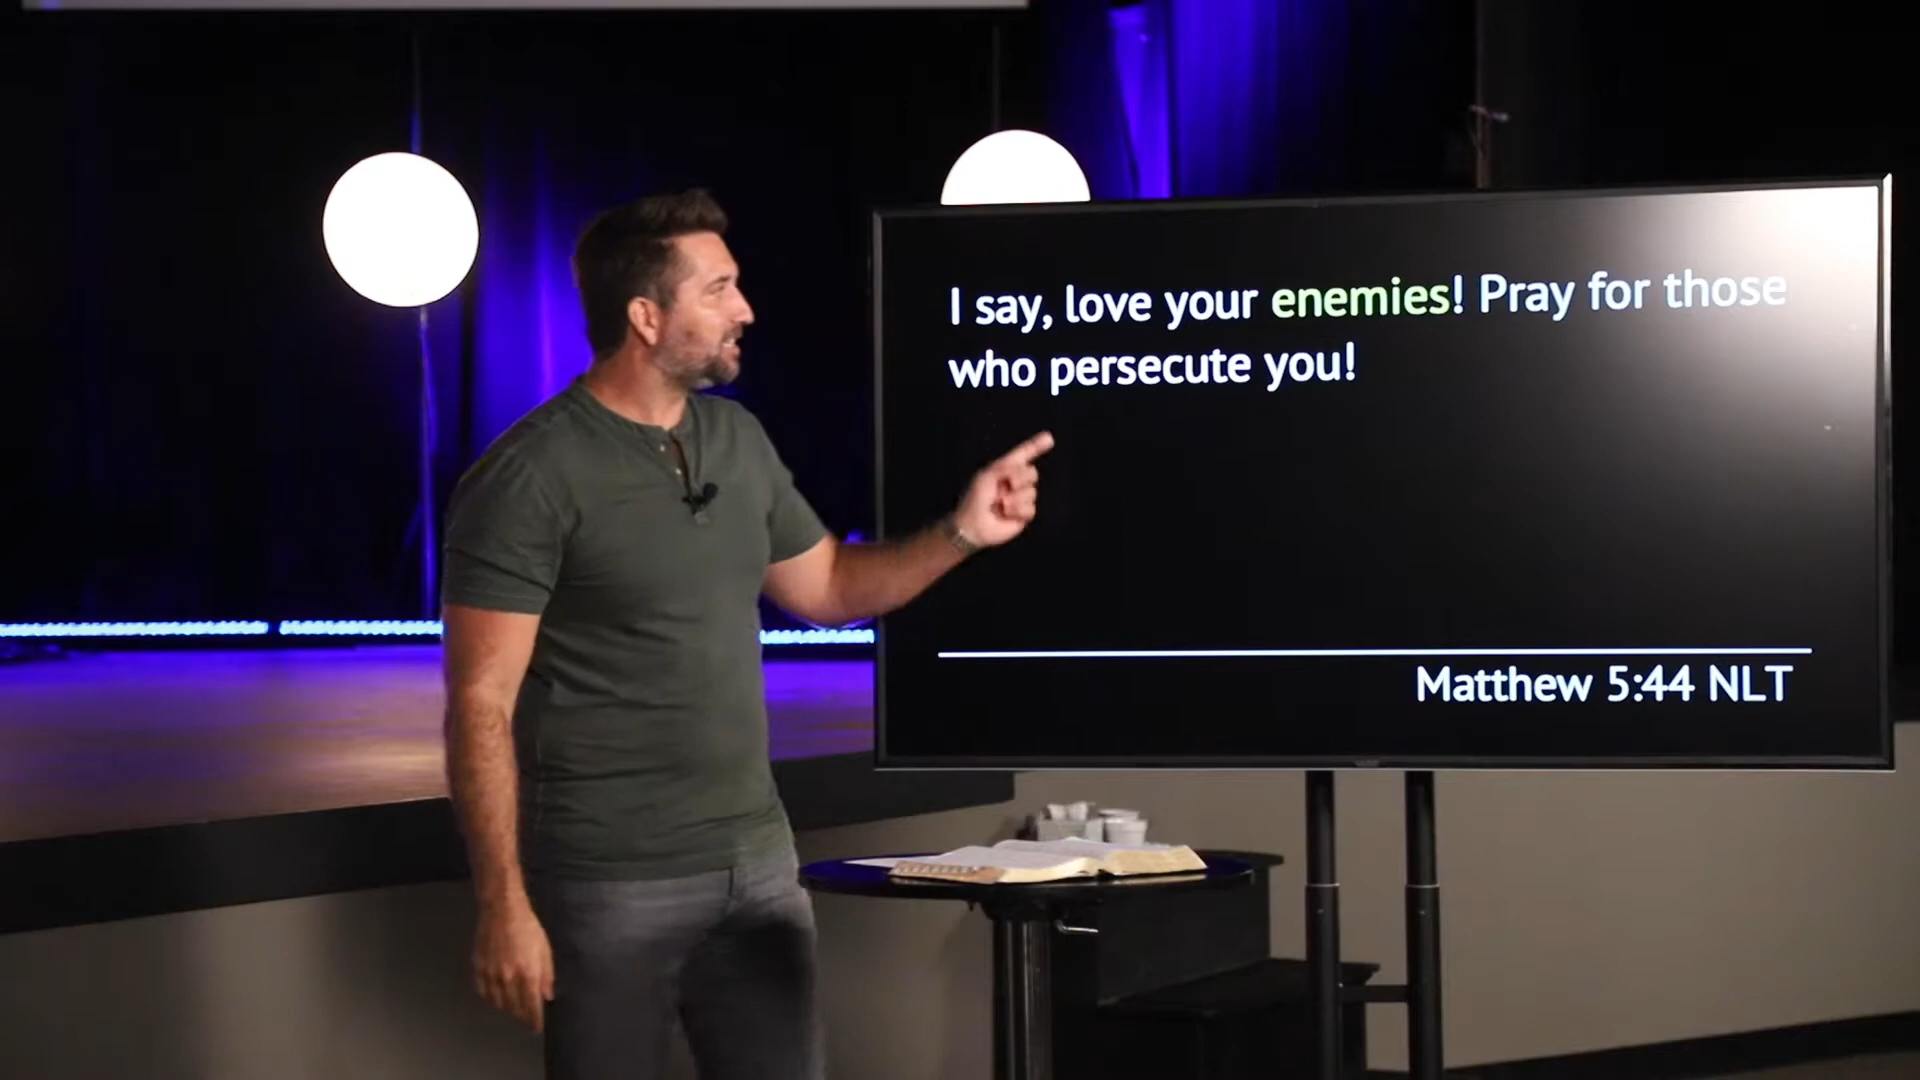 I say, love your enemies! Pray for those
who persecute you!
Matthew 5:44 NLT